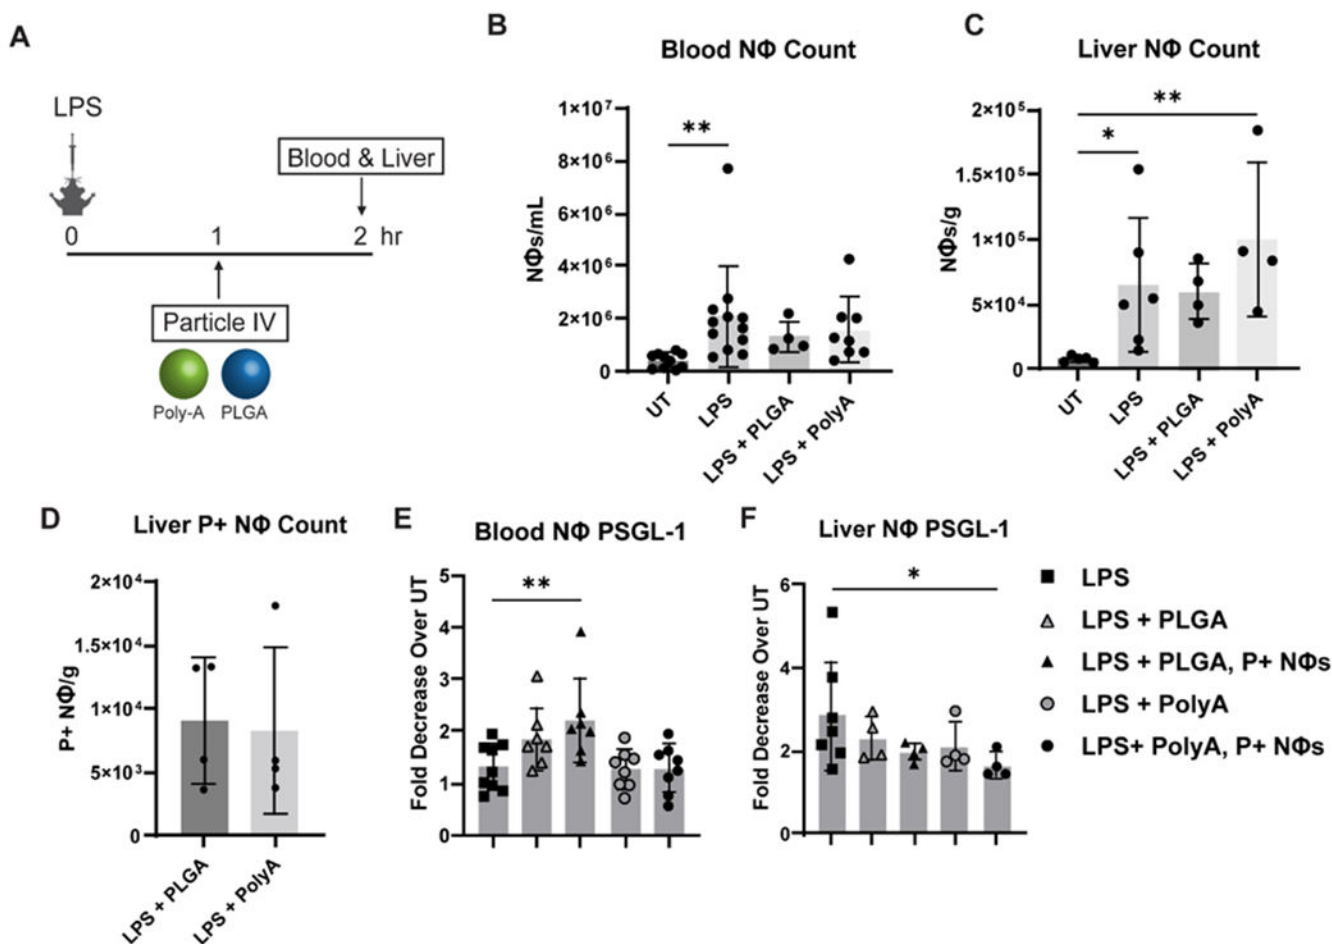 A
LPS
Blood & Liver
0 1 2 hr
Particle IV
Poly-A PLGA
B
Blood NΦ Count
NΦs/mL
1×10⁷
8×10⁶
6×10⁶
4×10⁶
2×10⁶
0
**
UT
LPS
LPS + PLGA
LPS + PolyA
C
Liver NΦ Count
NΦs/g
2×10⁵
1.5×10⁵
1×10⁵
5×10⁴
0
**
*
UT
LPS
LPS + PLGA
LPS + PolyA
D
Liver P+ NΦ Count
P+ NΦ/g
2×10⁴
1.5×10⁴
1×10⁴
5×10³
0
LPS + PLGA
LPS + PolyA
E
Blood NΦ PSGL-1
Fold Decrease Over UT
5
4
3
2
1
0
**
F
Liver NΦ PSGL-1
Fold Decrease Over UT
6
4
2
0
*
LPS
LPS + PLGA
LPS + PLGA, P+ NΦs
LPS + PolyA
LPS+ PolyA, P+ NΦs